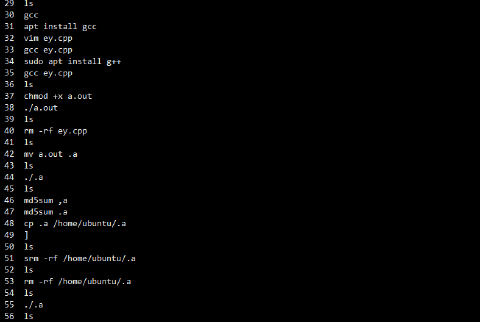 29 ls
30 gcc
31 apt install gcc
32 vim ey.cpp
33 gcc ey.cpp
34 sudo apt install g++
35 gcc ey.cpp
36 ls
37 chmod +x a.out
38 ./a.out
39 ls
40 rm -rf ey.cpp
41 ls
42 mv a.out .a
43 ls
44 ./.a
45 ls
46 md5sum ,a
47 md5sum .a
48 cp .a /home/ubuntu/.a
49 ]
50 ls
51 srm -rf /home/ubuntu/.a
52 ls
53 rm -rf /home/ubuntu/.a
54 ls
55 ./.a
56 ls